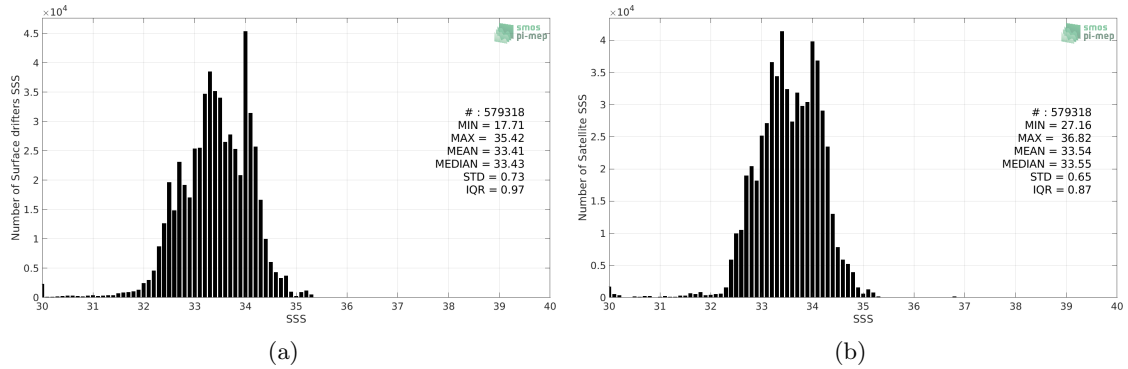 ×10⁴
4.5
4
3.5
3
2.5
2
1.5
1
0.5
0
Number of Surface drifters SSS
smos
pi-mep
# : 579318
MIN = 17.71
MAX = 35.42
MEAN = 33.41
MEDIAN = 33.43
STD = 0.73
IQR = 0.97
30 31 32 33 34 35 36 37 38 39 40
SSS
(a)
×10⁴
4
3.5
3
2.5
2
1.5
1
0.5
0
Number of Satellite SSS
smos
pi-mep
# : 579318
MIN = 27.16
MAX = 36.82
MEAN = 33.54
MEDIAN = 33.55
STD = 0.65
IQR = 0.87
30 31 32 33 34 35 36 37 38 39 40
SSS
(b)